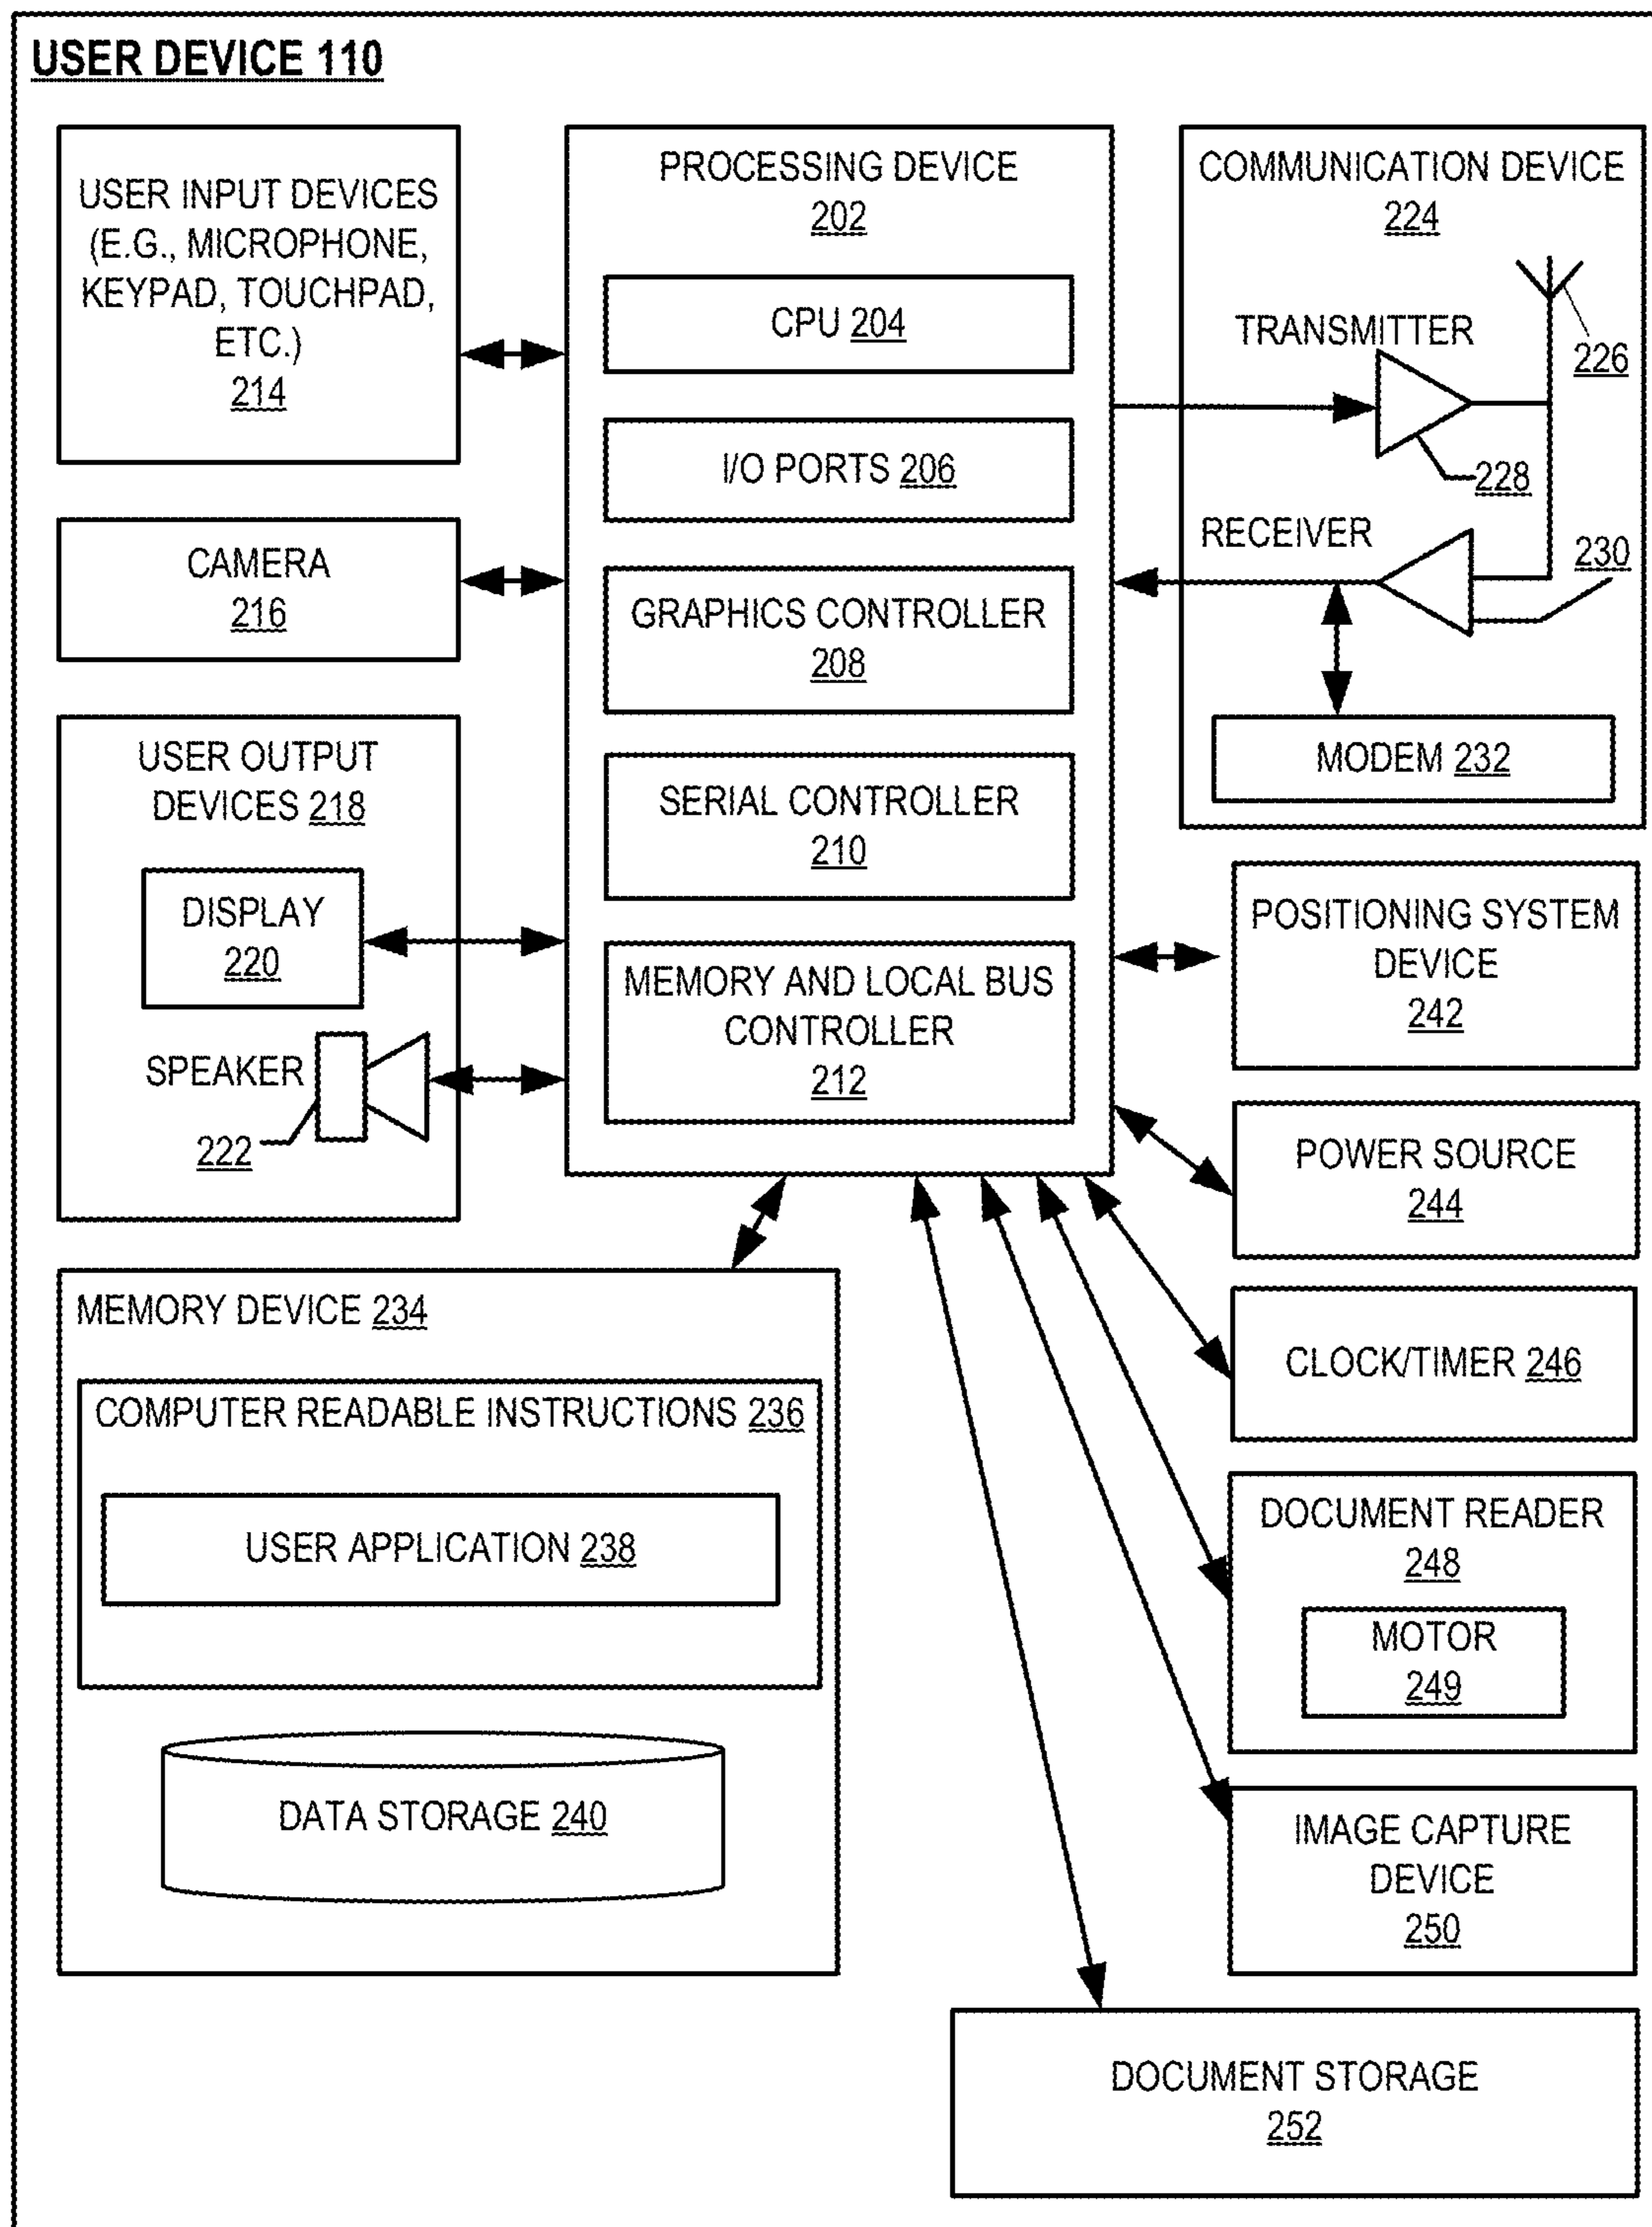 USER DEVICE 110
USER INPUT DEVICES
(E.G., MICROPHONE,
KEYPAD, TOUCHPAD,
ETC.)
214
CAMERA
216
USER OUTPUT
DEVICES 218
DISPLAY
220
SPEAKER
222
PROCESSING DEVICE
202
CPU 204
I/O PORTS 206
GRAPHICS CONTROLLER
208
SERIAL CONTROLLER
210
MEMORY AND LOCAL BUS
CONTROLLER
212
COMMUNICATION DEVICE
224
226
TRANSMITTER
228
RECEIVER
230
MODEM 232
POSITIONING SYSTEM
DEVICE
242
POWER SOURCE
244
CLOCK/TIMER 246
DOCUMENT READER
248
MOTOR
249
IMAGE CAPTURE
DEVICE
250
MEMORY DEVICE 234
COMPUTER READABLE INSTRUCTIONS 236
USER APPLICATION 238
DATA STORAGE 240
DOCUMENT STORAGE
252